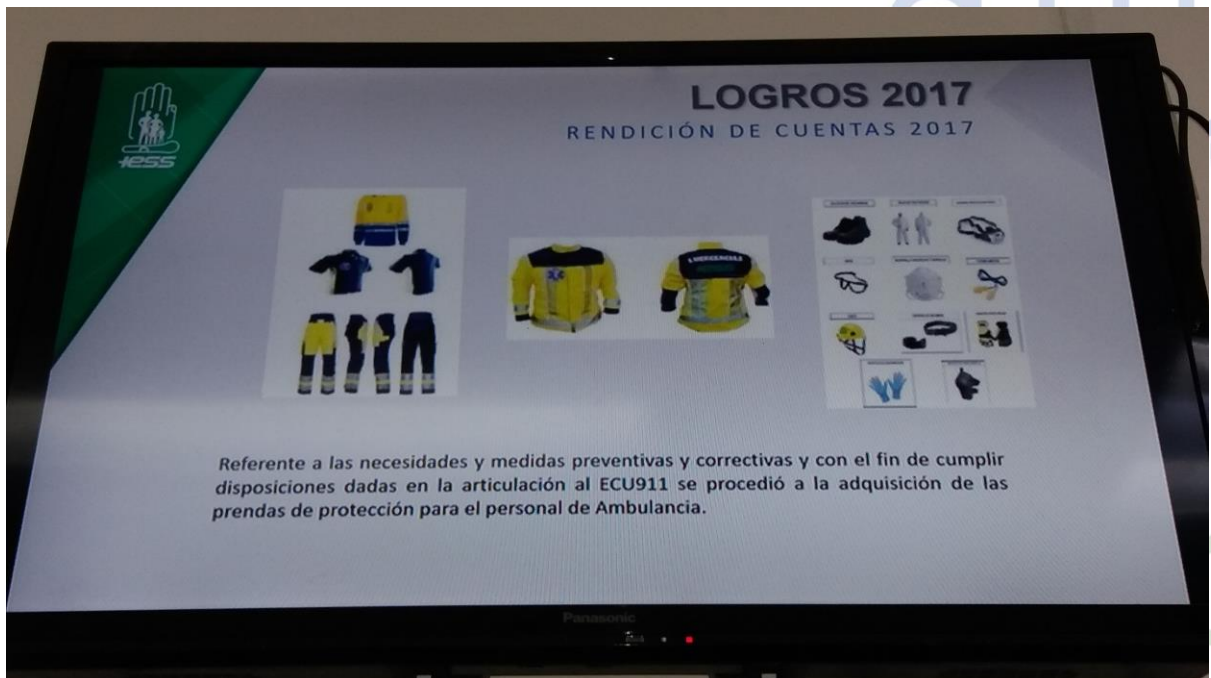 LOGROS 2017
RENDICIÓN DE CUENTAS 2017
IESS
Referente a las necesidades y medidas preventivas y correctivas y con el fin de cumplir
disposiciones dadas en la articulación al ECU911 se procedió a la adquisición de las
prendas de protección para el personal de Ambulancia.
Panasonic